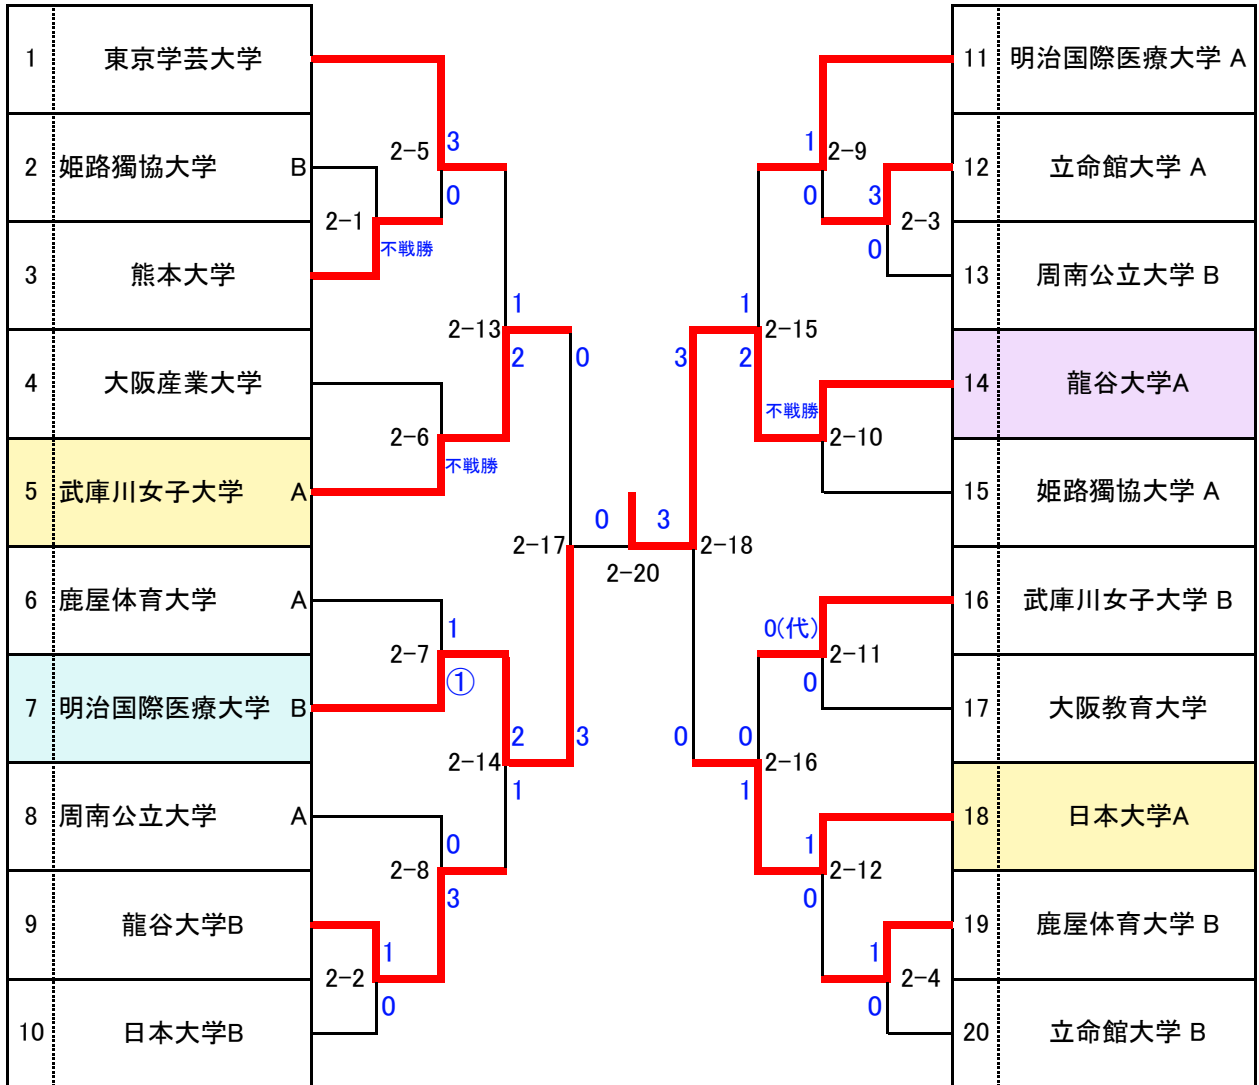 1 東京学芸大学
2 姫路獨協大学 B
3 熊本大学
4 大阪産業大学
5 武庫川女子大学 A
6 鹿屋体育大学 A
7 明治国際医療大学 B
8 周南公立大学 A
9 龍谷大学B
10 日本大学B
2-5
3
0
2-1
不戦勝
1
2-13
2
0
2-6
不戦勝
2-17
1
2-7
①
2
3
2-14
1
0
2-8
3
1
2-2
0
0
3
2-20
1
2-9
0
3
2-3
0
1
2-15
3
2
不戦勝
2-10
2-18
0(代)
2-11
0
0
0
2-16
1
1
2-12
0
1
2-4
0
11 明治国際医療大学 A
12 立命館大学 A
13 周南公立大学 B
14 龍谷大学A
15 姫路獨協大学 A
16 武庫川女子大学 B
17 大阪教育大学
18 日本大学A
19 鹿屋体育大学 B
20 立命館大学 B